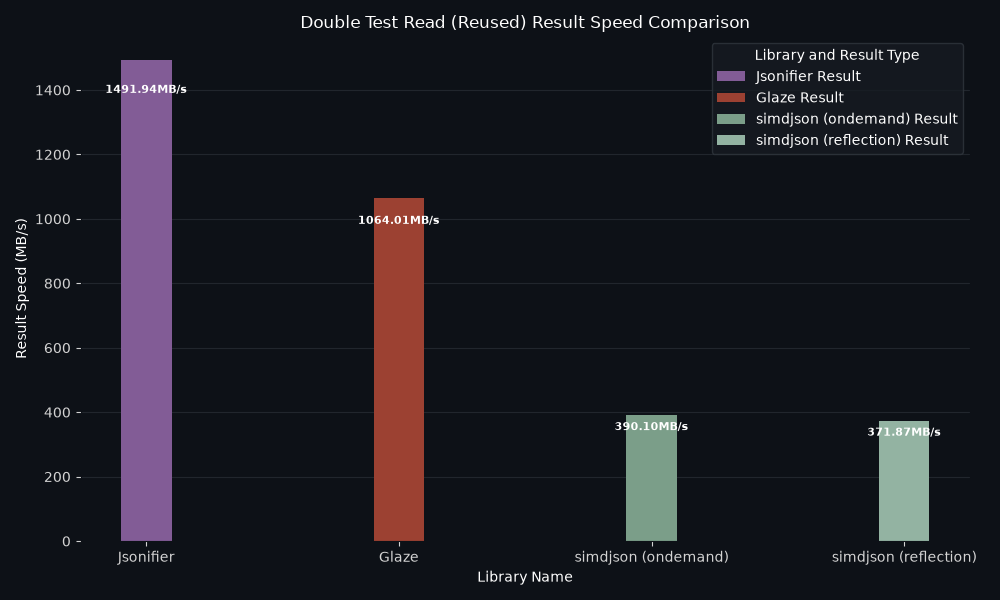 Double Test Read (Reused) Result Speed Comparison
Library and Result Type
Jsonifier Result
Glaze Result
simdjson (ondemand) Result
simdjson (reflection) Result
Result Speed (MB/s)
1400
1200
1000
800
600
400
200
0
1491.94MB/s
1064.01MB/s
390.10MB/s
371.87MB/s
Jsonifier
Glaze
simdjson (ondemand)
simdjson (reflection)
Library Name